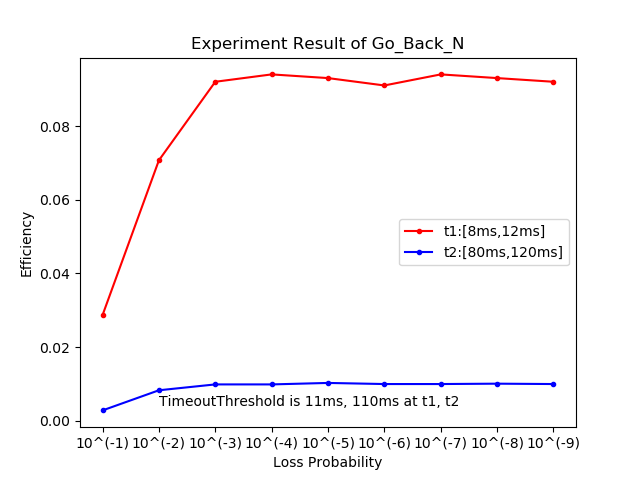 Experiment Result of Go_Back_N
Efficiency
0.08
0.06
0.04
0.02
0.00
t1:[8ms,12ms]
t2:[80ms,120ms]
TimeoutThreshold is 11ms, 110ms at t1, t2
10^(-1) 10^(-2) 10^(-3) 10^(-4) 10^(-5) 10^(-6) 10^(-7) 10^(-8) 10^(-9)
Loss Probability